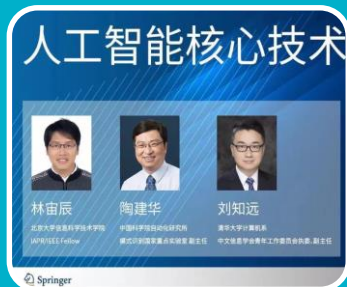 人工智能核心技术
林宙辰
陶建华
刘知远
北京大学信息科学技术学院
中国科学院自动化研究所
清华大学计算机系
IAPR/IEEE Fellow
模式识别国家重点实验室 副主任
中文信息学会青年工作委员会执委、副主任
Springer